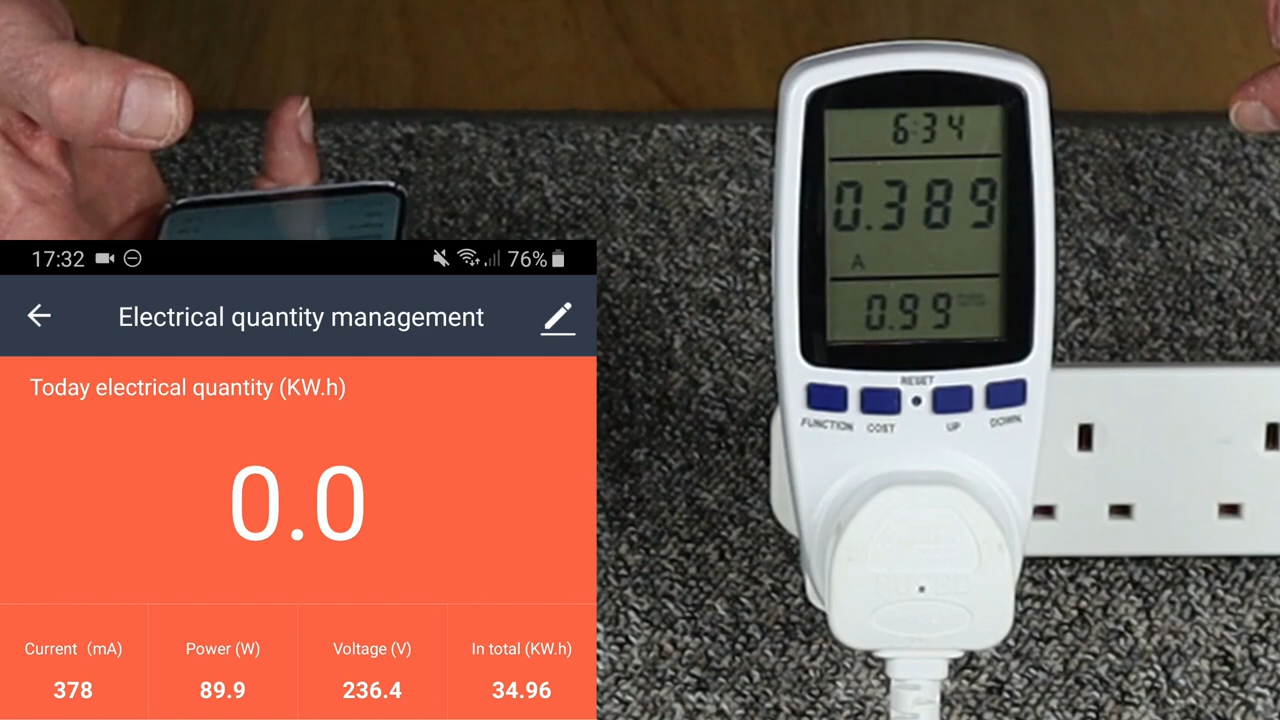 17:32 76%
Electrical quantity management
Today electrical quantity (KW.h)
0.0
Current (mA) Power (W) Voltage (V) In total (KW.h)
378 89.9 236.4 34.96
6:34
0.389
A
0.99
RESET
FUNCTION COST UP DOWN